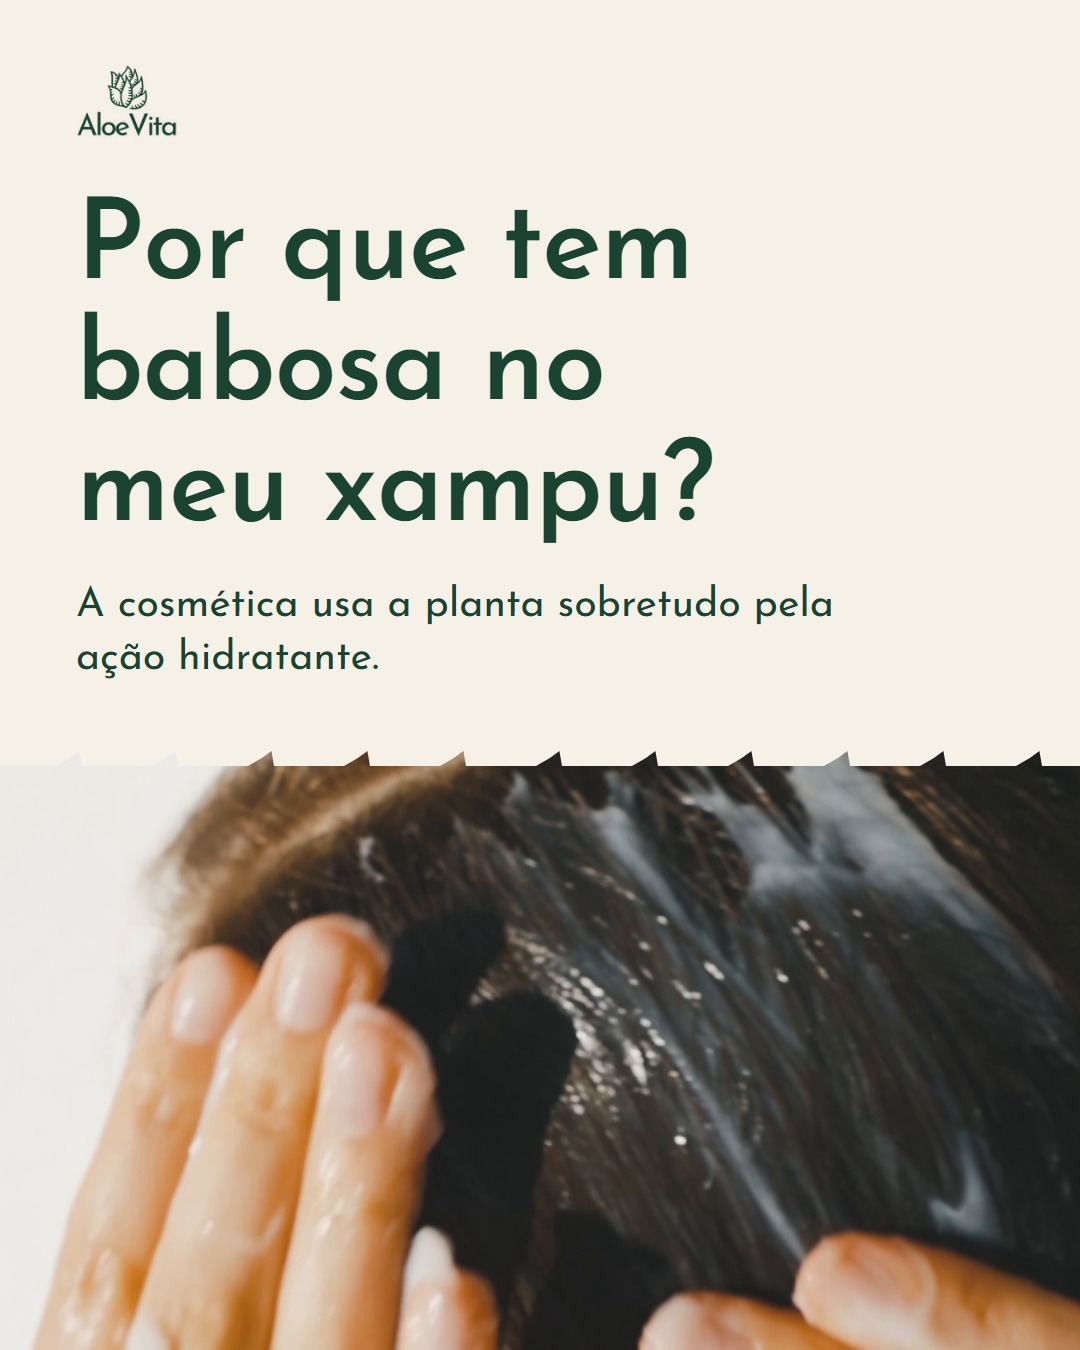 AloeVita
Por que tem
babosa no
meu xampu?
A cosmética usa a planta sobretudo pela
ação hidratante.